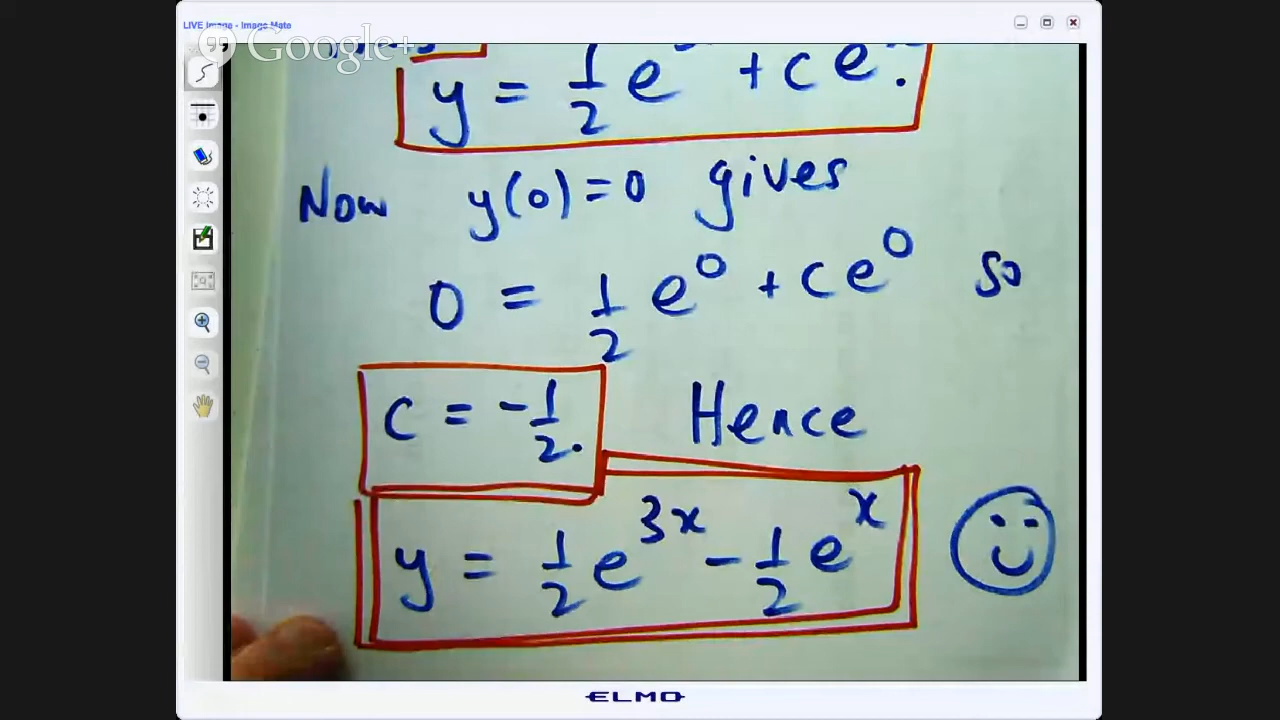 LIVE Image - Image Mate
Google+
y = 1/2 e + ce .
Now y(0) = 0 gives
0 = 1/2 e^0 + ce^0 so
c = -1/2.
Hence
y = 1/2 e^3x - 1/2 e^x
ELMO